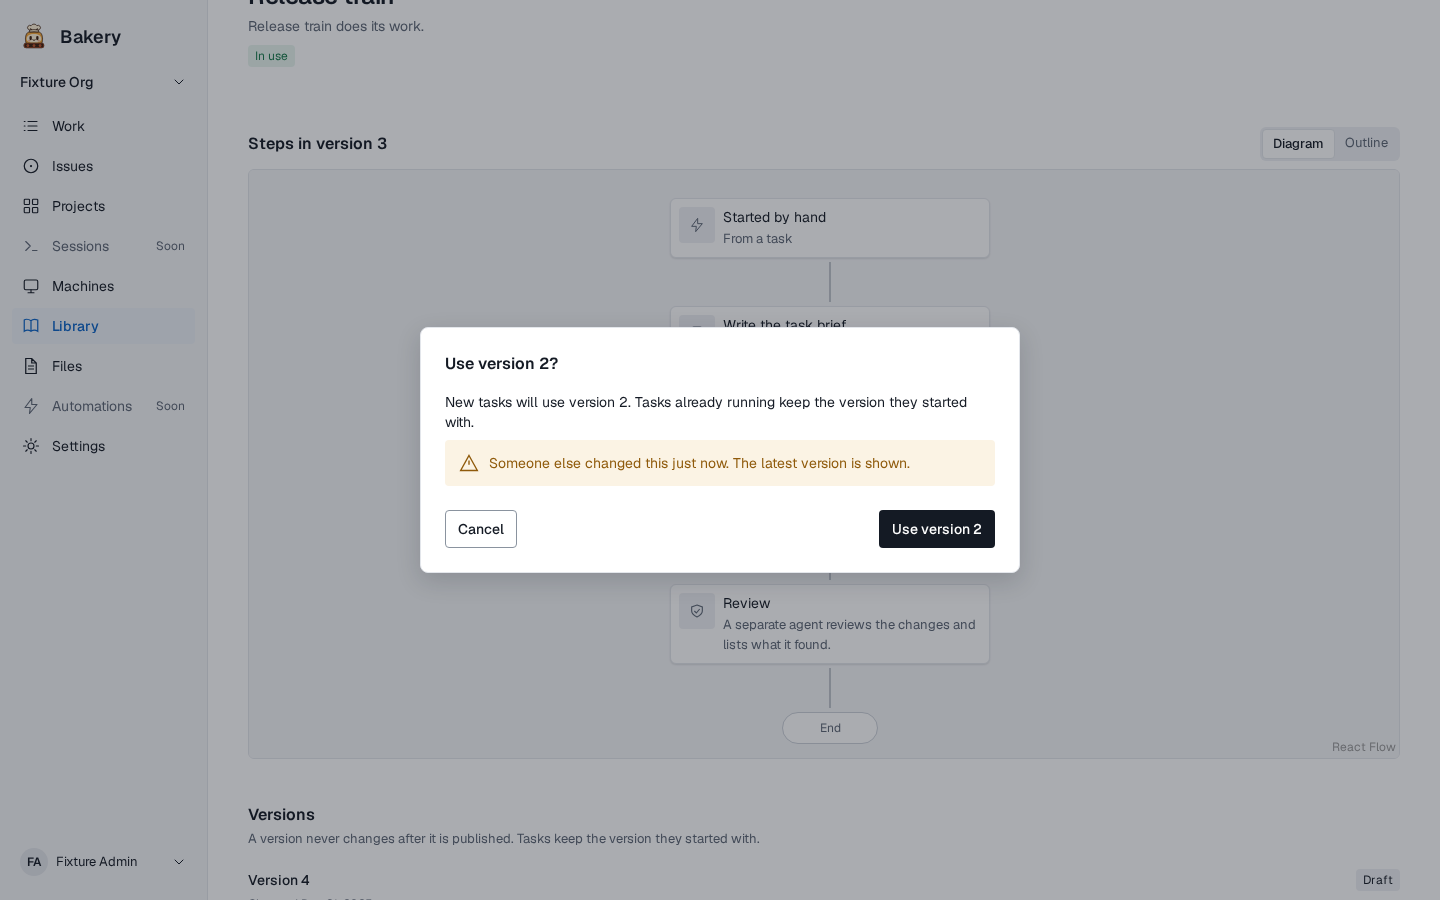 Bakery
Fixture Org
Work
Issues
Projects
Sessions Soon
Machines
Library
Files
Automations Soon
Settings
FA Fixture Admin
Release train
Release train does its work.
In use
Steps in version 3
Diagram Outline
Started by hand
From a task
Write the task brief
Use version 2?
New tasks will use version 2. Tasks already running keep the version they started
with.
Someone else changed this just now. The latest version is shown.
Cancel
Use version 2
Review
A separate agent reviews the changes and
lists what it found.
End
React Flow
Versions
A version never changes after it is published. Tasks keep the version they started with.
Version 4
Draft